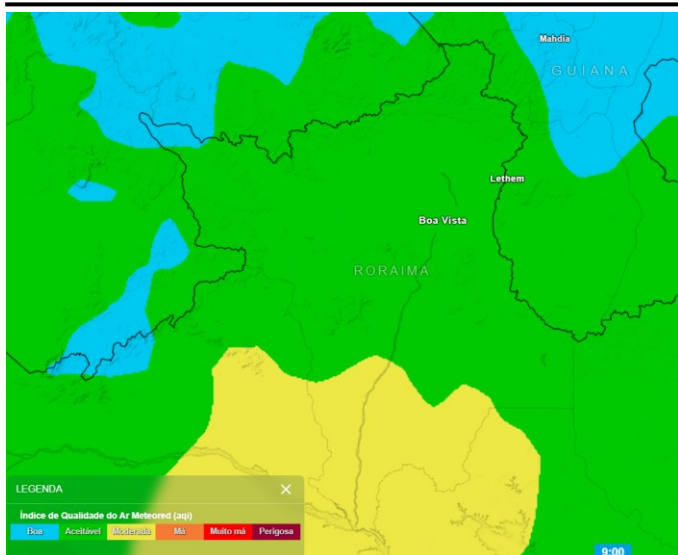 Mahdia
GUIANA
Lethem
Boa Vista
RORAIMA
LEGENDA
Índice de Qualidade do Ar Meteored (aqi)
Boa Aceitável Moderada Má Muito má Perigosa
9:00